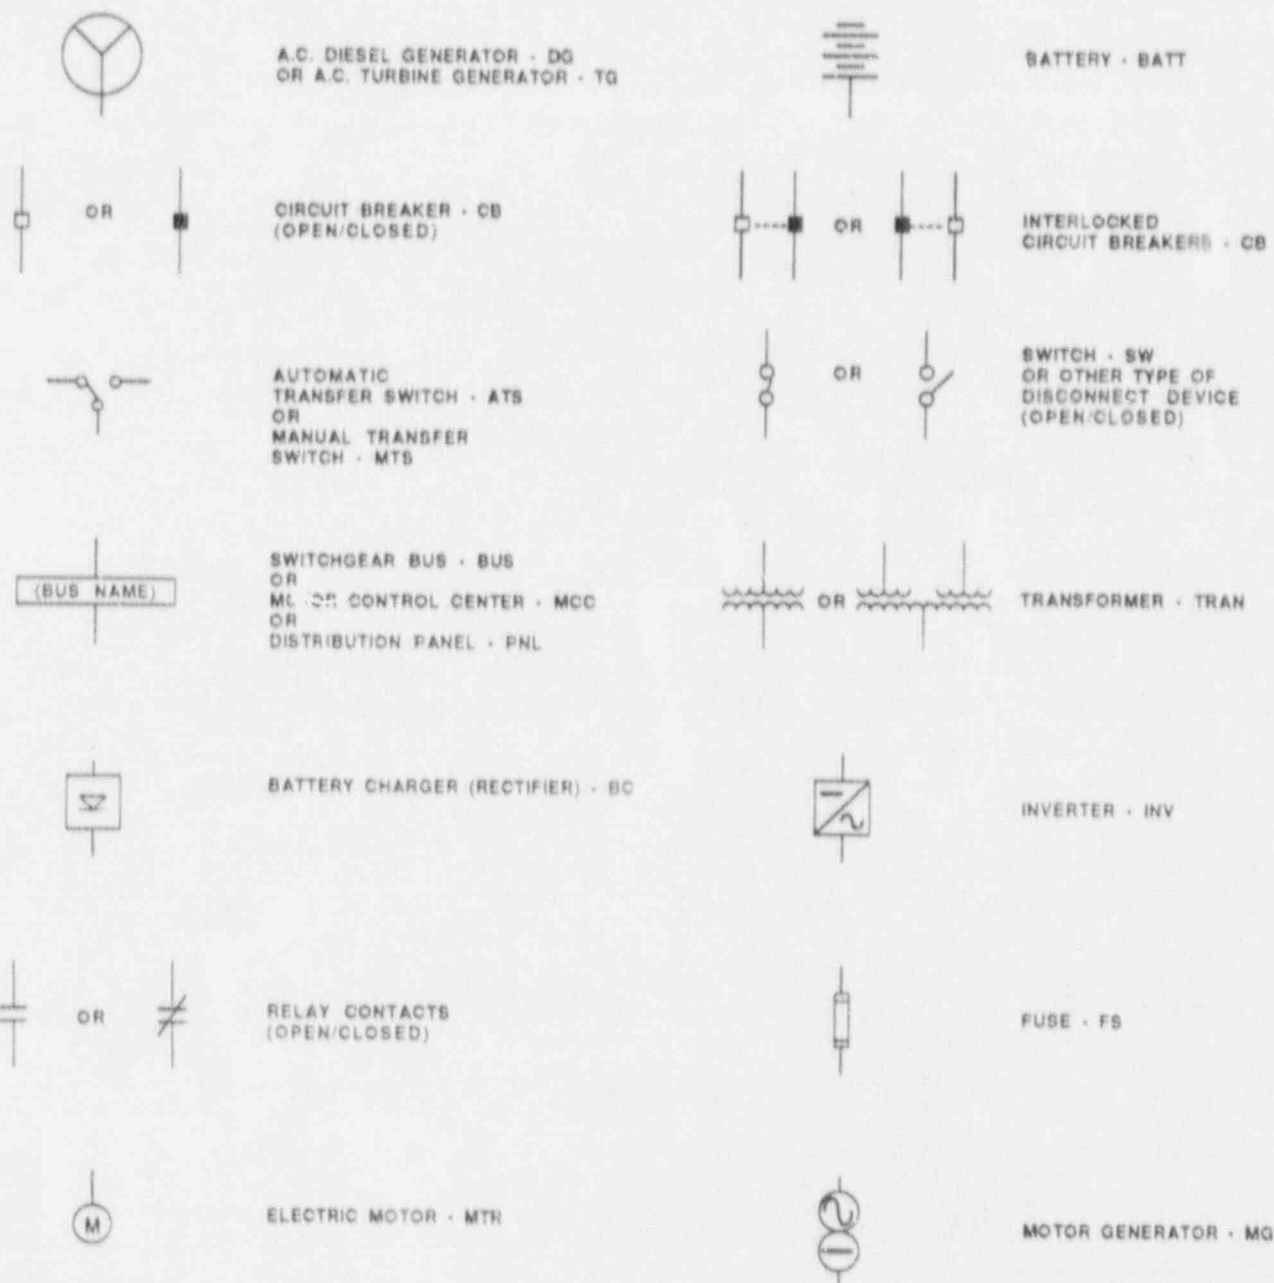 A.C. DIESEL GENERATOR - DG
OR A.C. TURBINE GENERATOR - TG
BATTERY - BATT
OR
CIRCUIT BREAKER - CB
(OPEN/CLOSED)
OR
INTERLOCKED
CIRCUIT BREAKERS - CB
AUTOMATIC
TRANSFER SWITCH - ATS
OR
MANUAL TRANSFER
SWITCH - MTS
OR
SWITCH - SW
OR OTHER TYPE OF
DISCONNECT DEVICE
(OPEN/CLOSED)
(BUS NAME)
SWITCHGEAR BUS - BUS
OR
CONTROL CENTER - MCC
OR
DISTRIBUTION PANEL - PNL
OR
TRANSFORMER - TRAN
BATTERY CHARGER (RECTIFIER) - BC
INVERTER - INV
OR
RELAY CONTACTS
(OPEN/CLOSED)
FUSE - FS
M
ELECTRIC MOTOR - MTR
MOTOR GENERATOR - MG